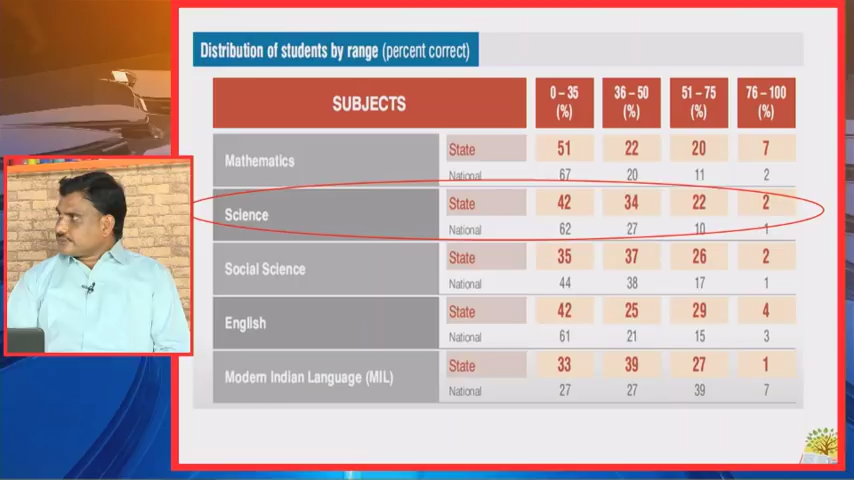 Distribution of students by range (percent correct)
SUBJECTS 0 – 35 (%) 36 – 50 (%) 51 – 75 (%) 76 – 100 (%)
Mathematics State 51 22 20 7
National 67 20 11 2
Science State 42 34 22 2
National 62 27 10 1
Social Science State 35 37 26 2
National 44 38 17 1
English State 42 25 29 4
National 61 21 15 3
Modern Indian Language (MIL) State 33 39 27 1
National 27 27 39 7